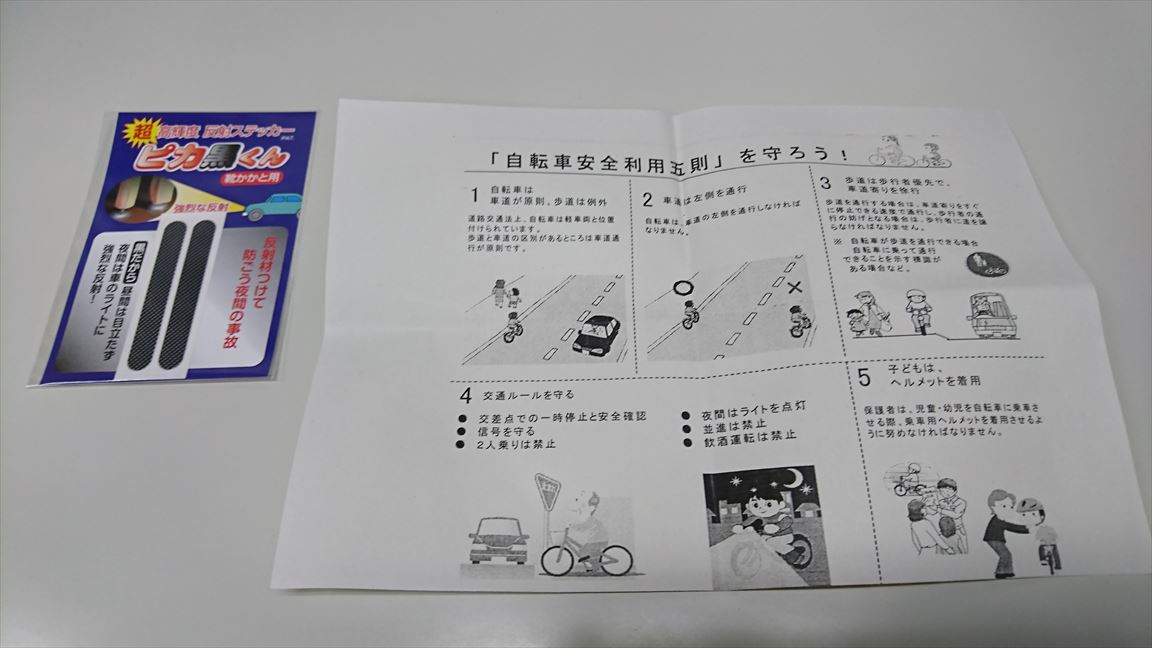 超
高輝度 反射ステッカー
PAT.
ピカ黒くん
靴かかと用
強烈な反射
反射材つけて
防ごう夜間の事故
黒だから 昼間は目立たず
夜間は車のライトに
強烈な反射！
「自転車安全利用五則」を守ろう！
1 自転車は
車道が原則、歩道は例外
道路交通法上、自転車は軽車両と位置
付けられています。
歩道と車道の区別があるところは車道通
行が原則です。
2 車道は左側を通行
自転車は、車道の左側を通行しなければ
なりません。
3 歩道は歩行者優先で、
車道寄りを徐行
歩道を通行する場合は、車道寄りをすぐ
に停止できる速度で通行し、歩行者の通
行の妨げとなる場合は、歩行者に道を譲
らなければなりません。
※ 自転車が歩道を通行できる場合
自転車に乗って通行
できることを示す標識が
ある場合など。
4 交通ルールを守る
● 交差点での一時停止と安全確認
● 信号を守る
● 2人乗りは禁止
● 夜間はライトを点灯
● 並進は禁止
● 飲酒運転は禁止
5 子どもは、
ヘルメットを着用
保護者は、児童・幼児を自転車に乗車さ
せる際、乗車用ヘルメットを着用させるよ
うに努めなければなりません。